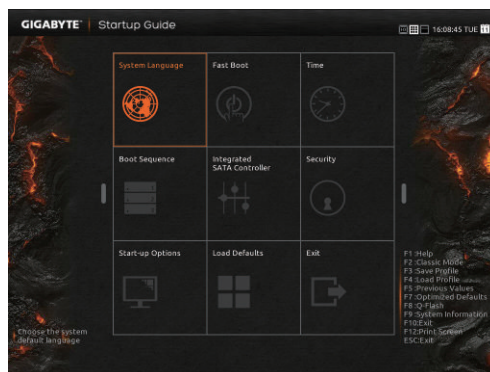 GIGABYTE™ Startup Guide
16:08:45 TUE 11
System Language
Fast Boot
Time
Boot Sequence
Integrated
SATA Controller
Security
Start-up Options
Load Defaults
Exit
Choose the system
default language
F1 :Help
F2 :Classic Mode
F3 :Save Profile
F4 :Load Profile
F5 :Previous Values
F7 :Optimized Defaults
F8 :Q-Flash
F9 :System Information
F10:Exit
F12:Print Screen
ESC:Exit